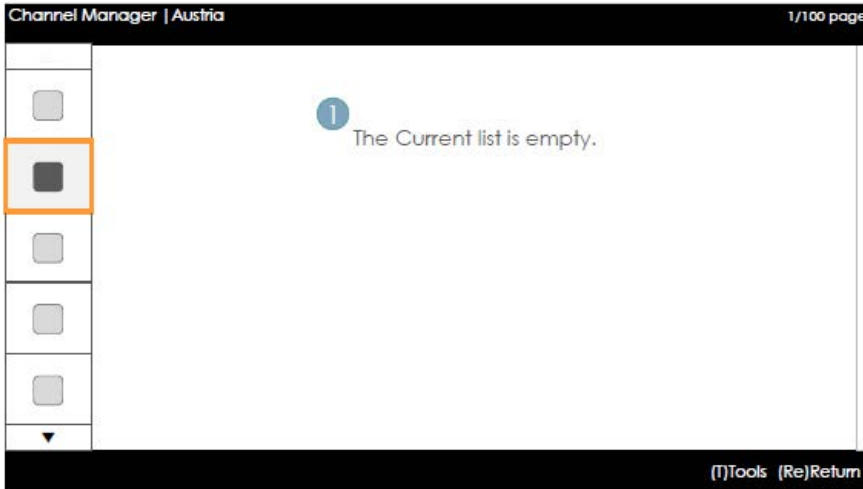 Channel Manager | Austria 1/100 page
1
The Current list is empty.
(T)Tools (Re)Return